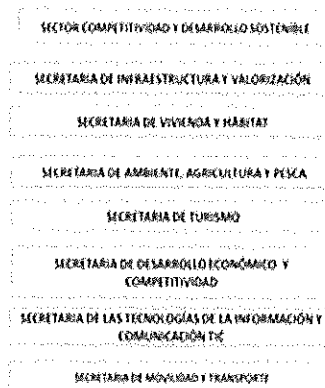 SECTOR COMPETITIVIDAD Y DESARROLLO SOSTENIBLE
SECRETARIA DE INFRAESTRUCTURA Y VALORIZACIÓN
SECRETARIA DE VIVIENDA Y HÁBITAT
SECRETARIA DE AMBIENTE, AGRICULTURA Y PESCA
SECRETARIA DE TURISMO
SECRETARIA DE DESARROLLO ECONÓMICO Y
COMPETITIVIDAD
SECRETARIA DE LAS TECNOLOGÍAS DE LA INFORMACIÓN Y
COMUNICACIÓN TIC
SECRETARIA DE MOVILIDAD Y TRANSPORTE